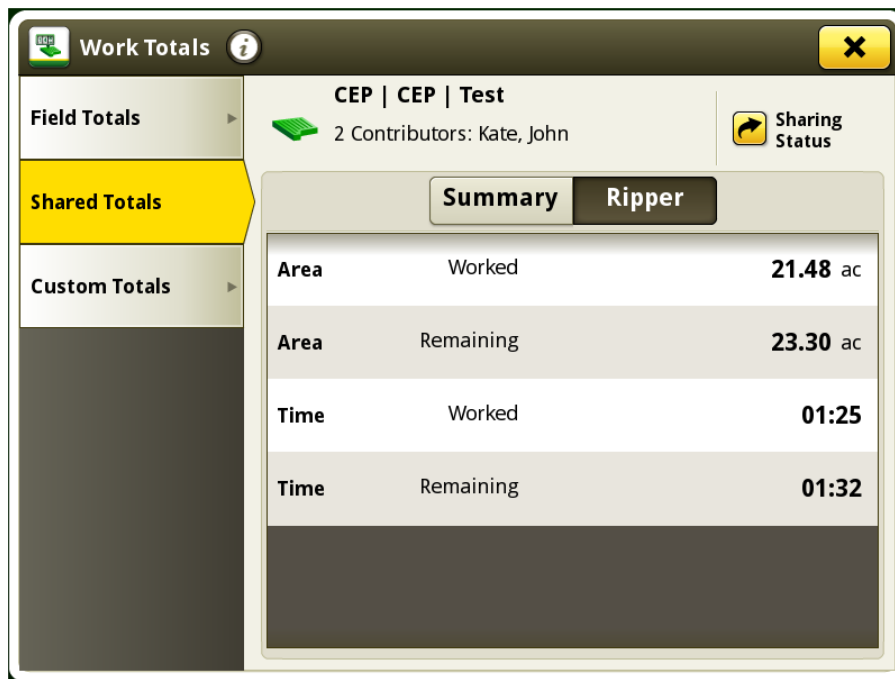 Work Totals i
Field Totals
Shared Totals
Custom Totals
CEP | CEP | Test
2 Contributors: Kate, John
Sharing
Status
Summary Ripper
Area Worked 21.48 ac
Area Remaining 23.30 ac
Time Worked 01:25
Time Remaining 01:32